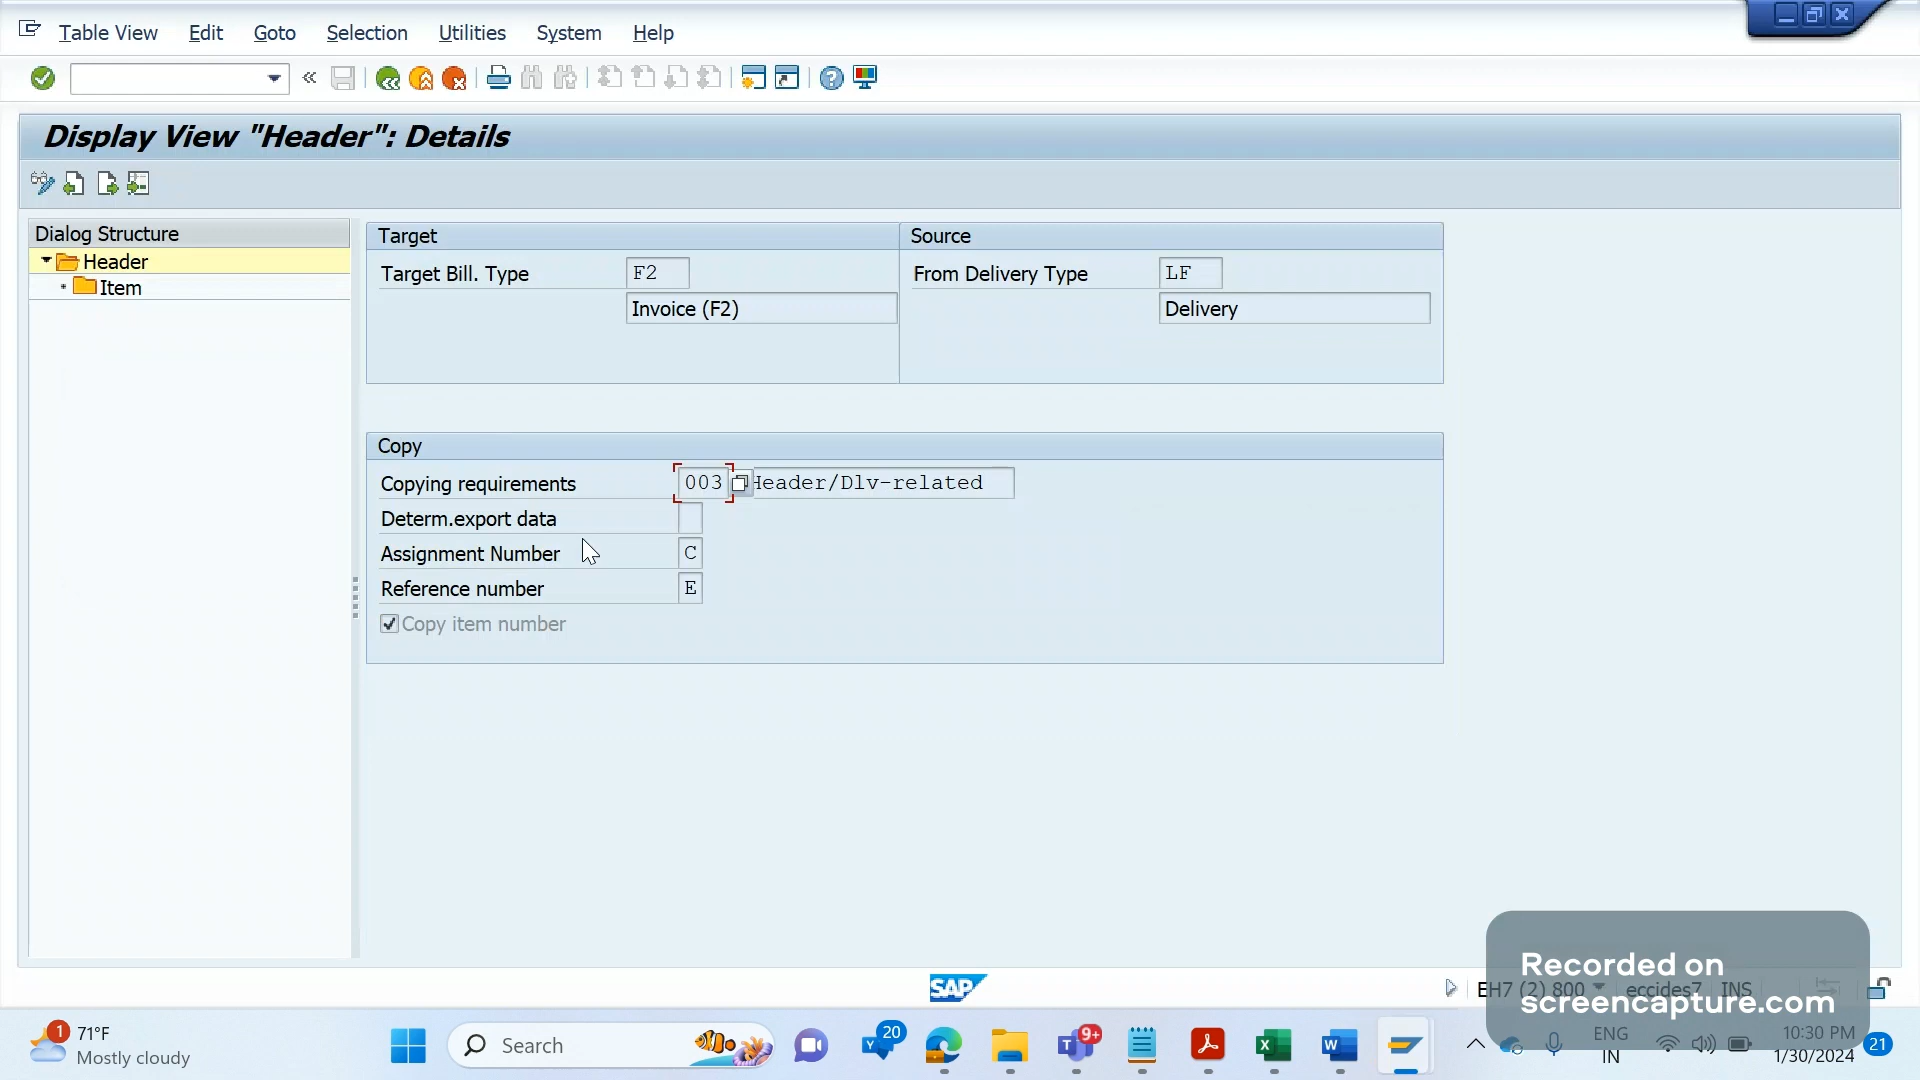 Table View Edit Goto Selection Utilities System Help
Display View "Header": Details
Dialog Structure
Header
Item
Target
Target Bill. Type F2
Invoice (F2)
Source
From Delivery Type LF
Delivery
Copy
Copying requirements 003 Header/Dlv-related
Determ.export data
Assignment Number C
Reference number E
Copy item number
SAP
EH7 (2) 800 eccides7 INS
Recorded on
screencapture.com
1
71°F
Mostly cloudy
Search
20
9+
ENG
IN
10:30 PM
1/30/2024
21